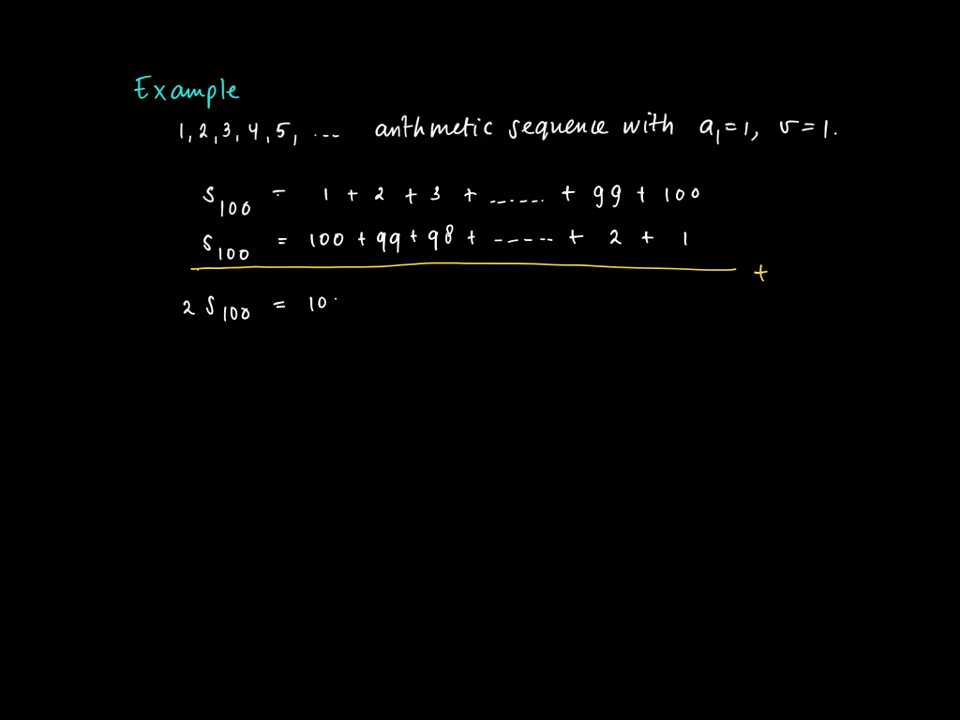 Example
1, 2, 3, 4, 5, ... arithmetic sequence with a₁ = 1, v = 1.
S₁₀₀ = 1 + 2 + 3 + ...... + 99 + 100
S₁₀₀ = 100 + 99 + 98 + ...... + 2 + 1
+
2 S₁₀₀ = 10